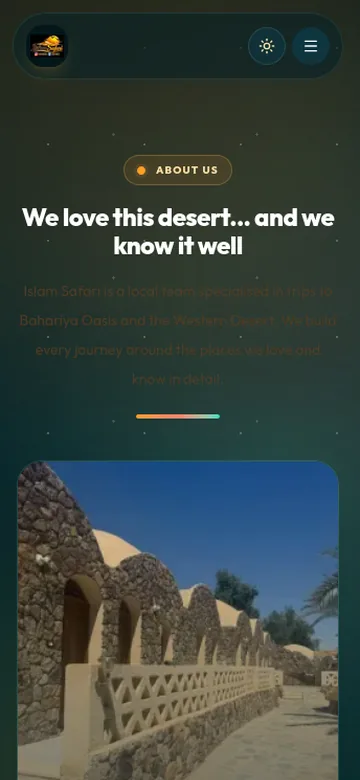 ABOUT US
We love this desert... and we
know it well
Islam Safari is a local team specialized in trips to
Bahariya Oasis and the Western Desert. We build
every journey around the places we love and
know in detail.